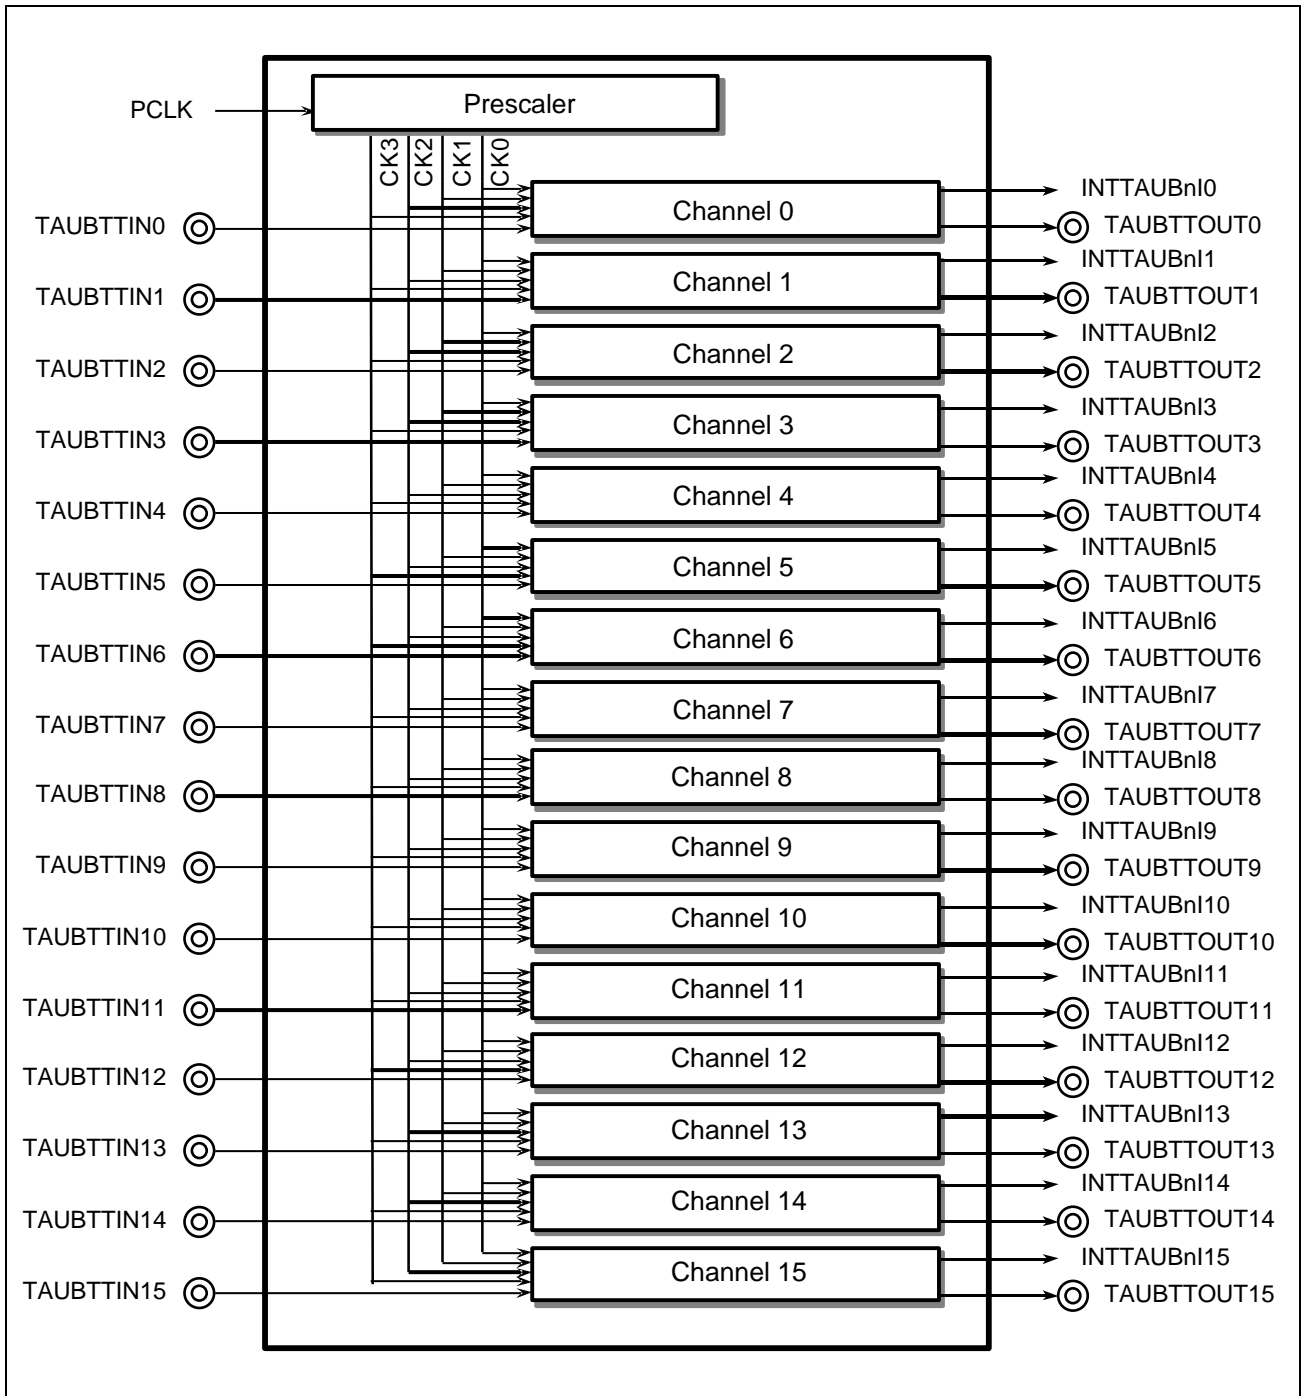 Prescaler
PCLK
CK3
CK2
CK1
CK0
TAUBTTIN0
Channel 0
INTTAUBnI0
TAUBTTOUT0
TAUBTTIN1
Channel 1
INTTAUBnI1
TAUBTTOUT1
TAUBTTIN2
Channel 2
INTTAUBnI2
TAUBTTOUT2
TAUBTTIN3
Channel 3
INTTAUBnI3
TAUBTTOUT3
TAUBTTIN4
Channel 4
INTTAUBnI4
TAUBTTOUT4
TAUBTTIN5
Channel 5
INTTAUBnI5
TAUBTTOUT5
TAUBTTIN6
Channel 6
INTTAUBnI6
TAUBTTOUT6
TAUBTTIN7
Channel 7
INTTAUBnI7
TAUBTTOUT7
TAUBTTIN8
Channel 8
INTTAUBnI8
TAUBTTOUT8
TAUBTTIN9
Channel 9
INTTAUBnI9
TAUBTTOUT9
TAUBTTIN10
Channel 10
INTTAUBnI10
TAUBTTOUT10
TAUBTTIN11
Channel 11
INTTAUBnI11
TAUBTTOUT11
TAUBTTIN12
Channel 12
INTTAUBnI12
TAUBTTOUT12
TAUBTTIN13
Channel 13
INTTAUBnI13
TAUBTTOUT13
TAUBTTIN14
Channel 14
INTTAUBnI14
TAUBTTOUT14
TAUBTTIN15
Channel 15
INTTAUBnI15
TAUBTTOUT15